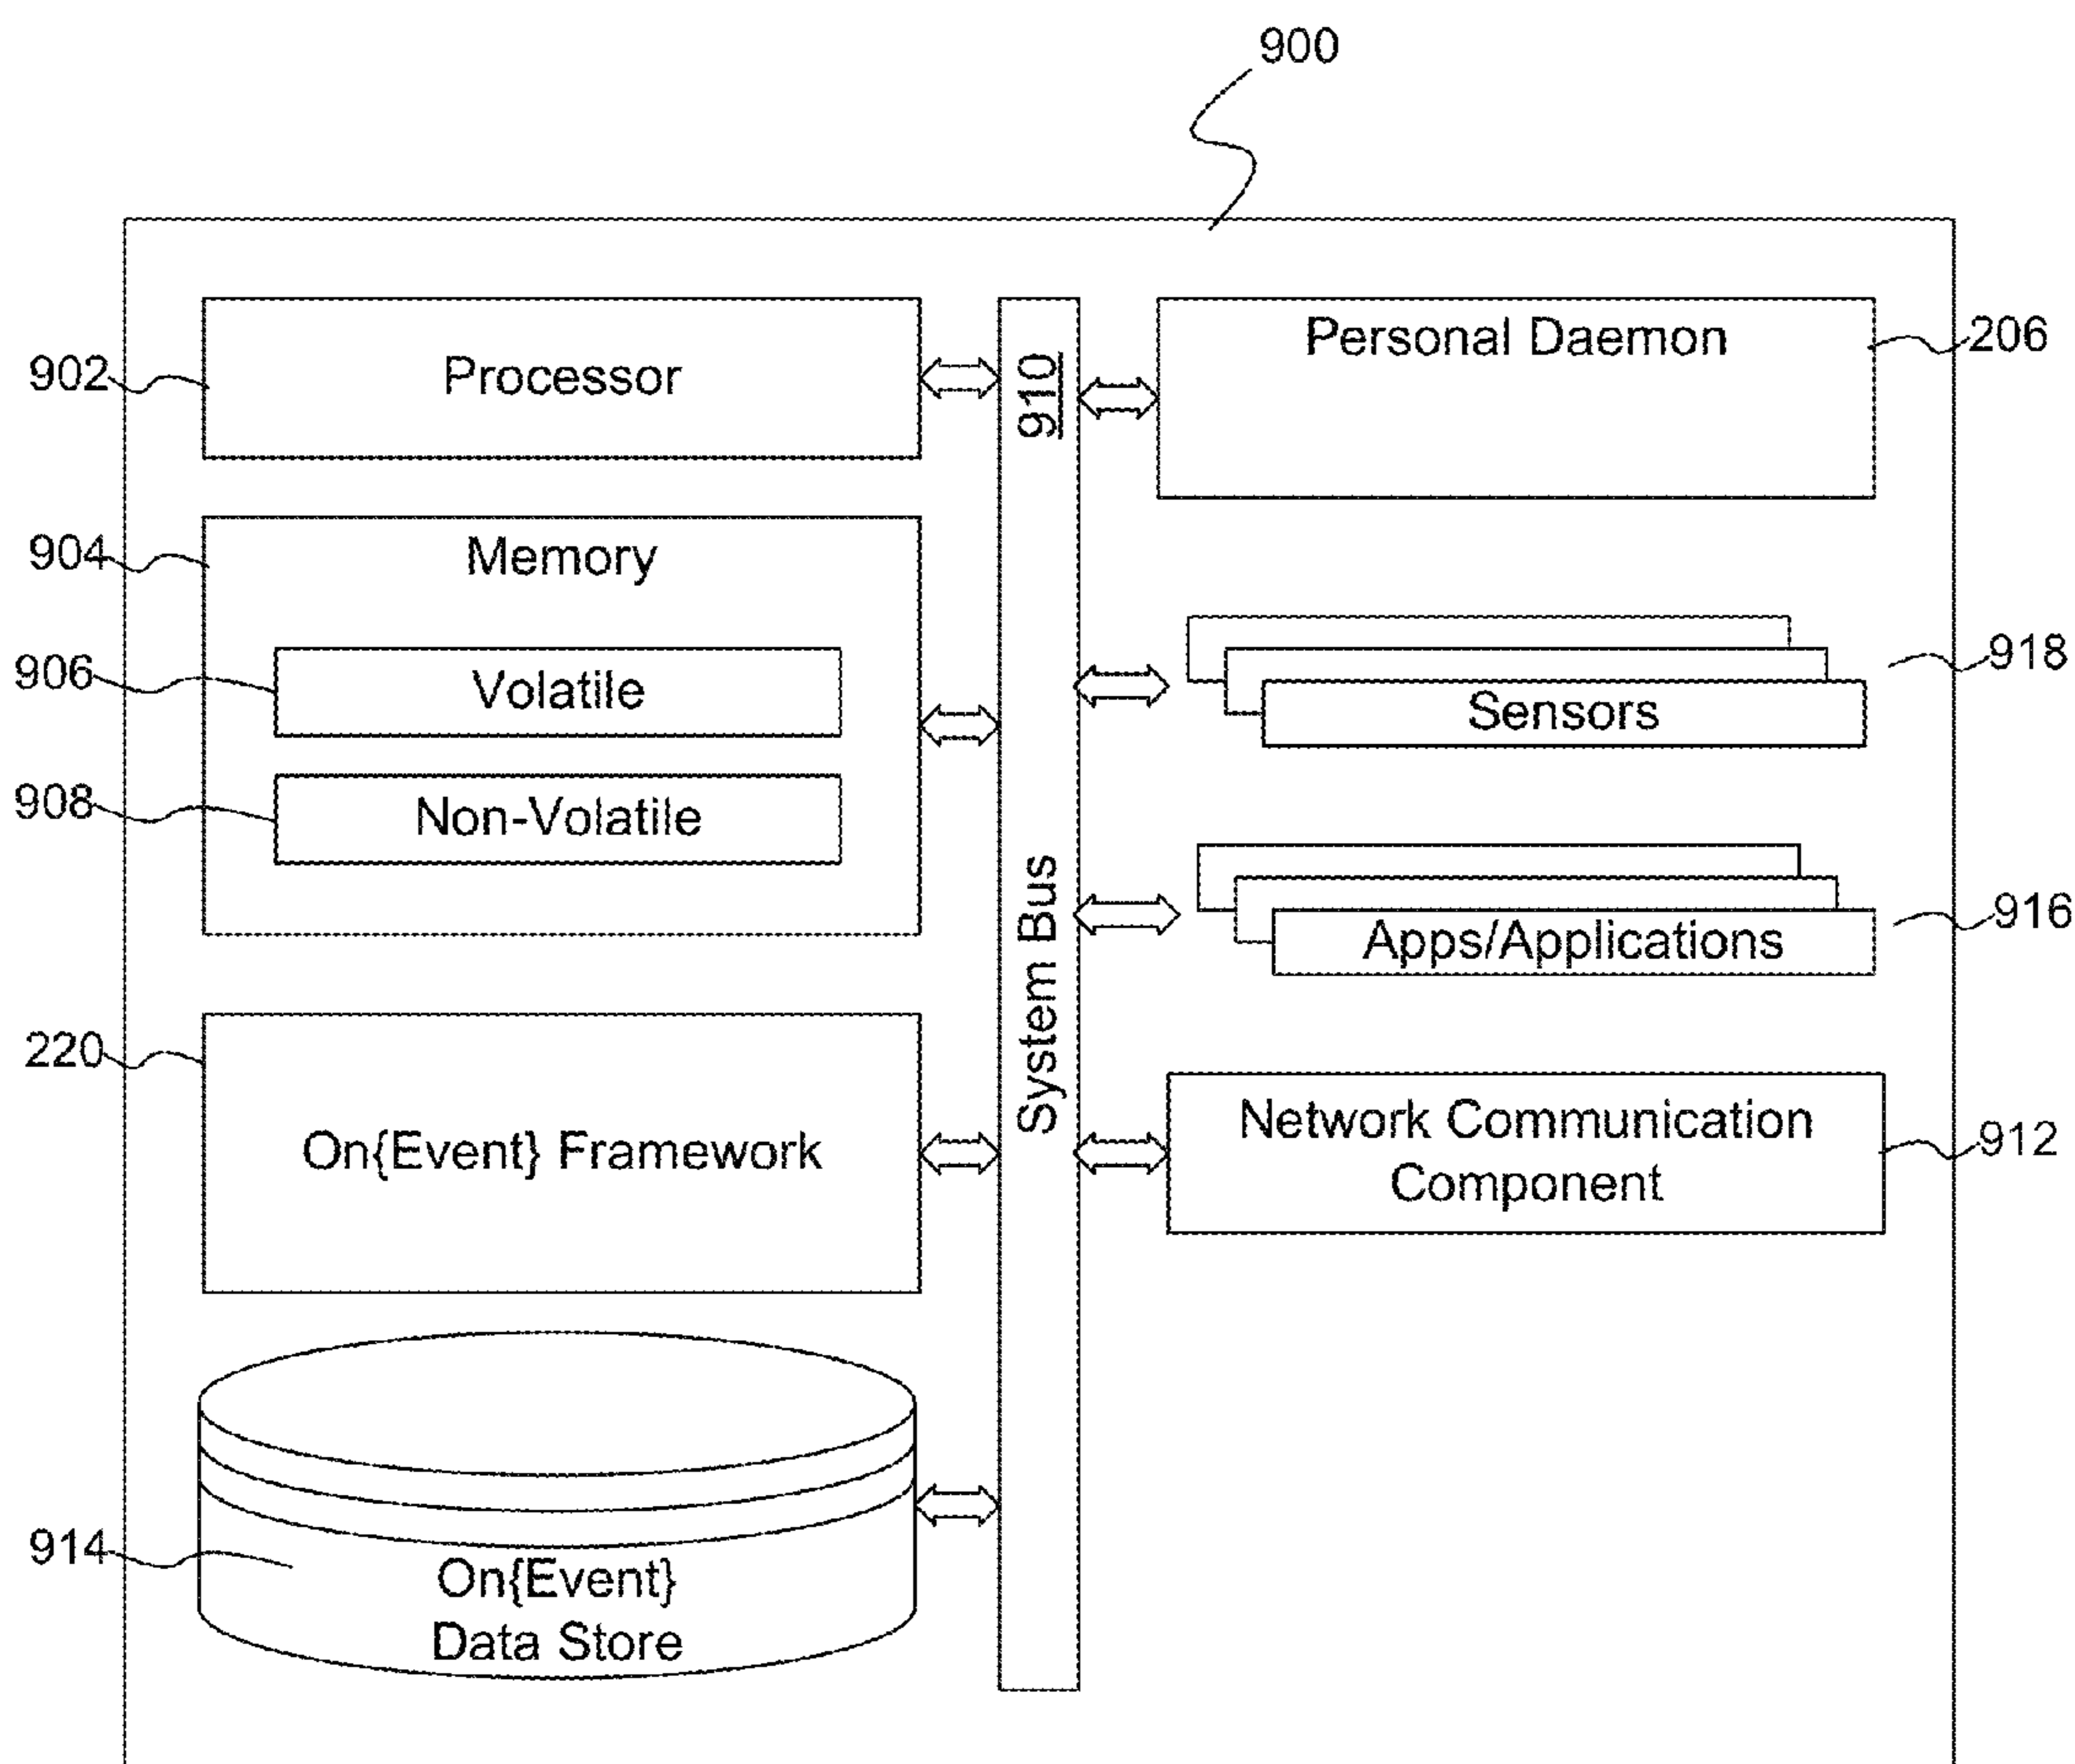 900
Processor
902
910
Personal Daemon
206
904
Memory
906
Volatile
908
Non-Volatile
System Bus
Sensors
918
Apps/Applications
916
220
On{Event} Framework
Network Communication
Component
912
914
On{Event}
Data Store